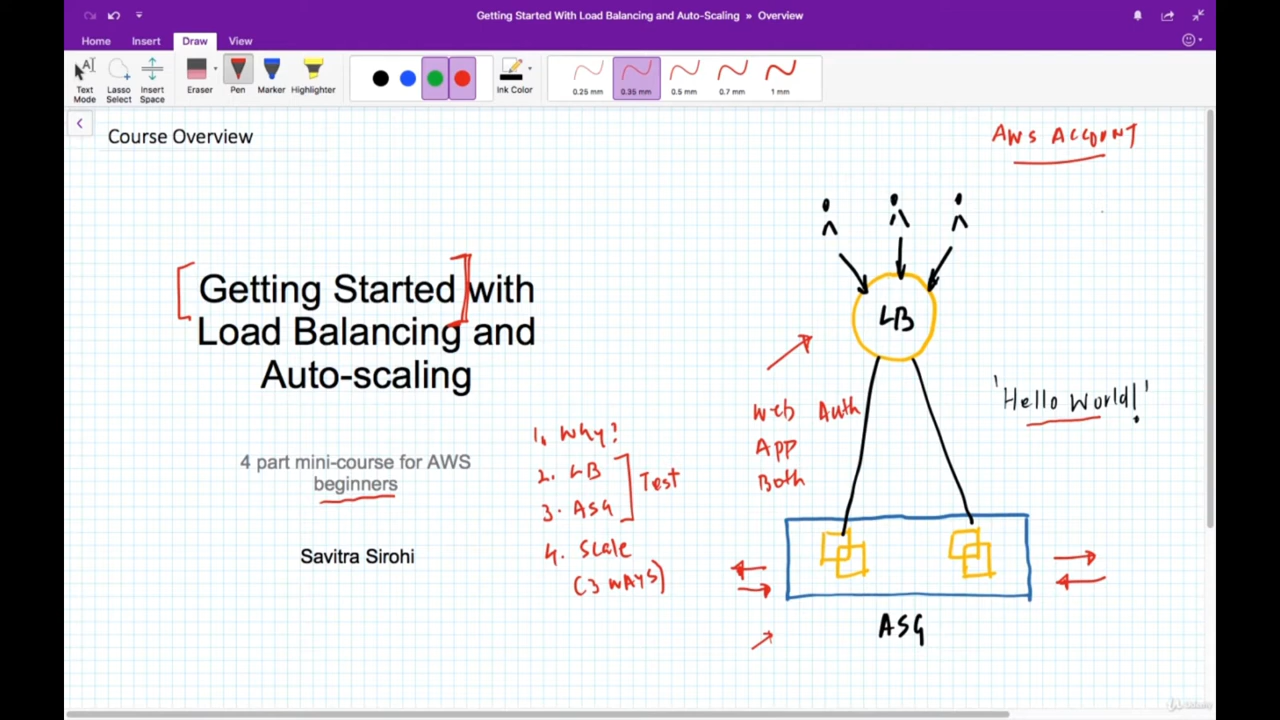 Getting Started With Load Balancing and Auto-Scaling » Overview
Home Insert Draw View
Text Mode
Lasso Select
Insert Space
Eraser
Pen
Marker
Highlighter
Ink Color
0.25 mm
0.35 mm
0.5 mm
0.7 mm
1 mm
Course Overview
AWS ACCOUNT
[Getting Started] with
Load Balancing and
Auto-scaling
4 part mini-course for AWS
beginners
Savitra Sirohi
1. Why?
2. LB
3. ASG
Test
4. Scale
(3 WAYS)
LB
Web Auth
App
Both
'Hello World!'
ASG